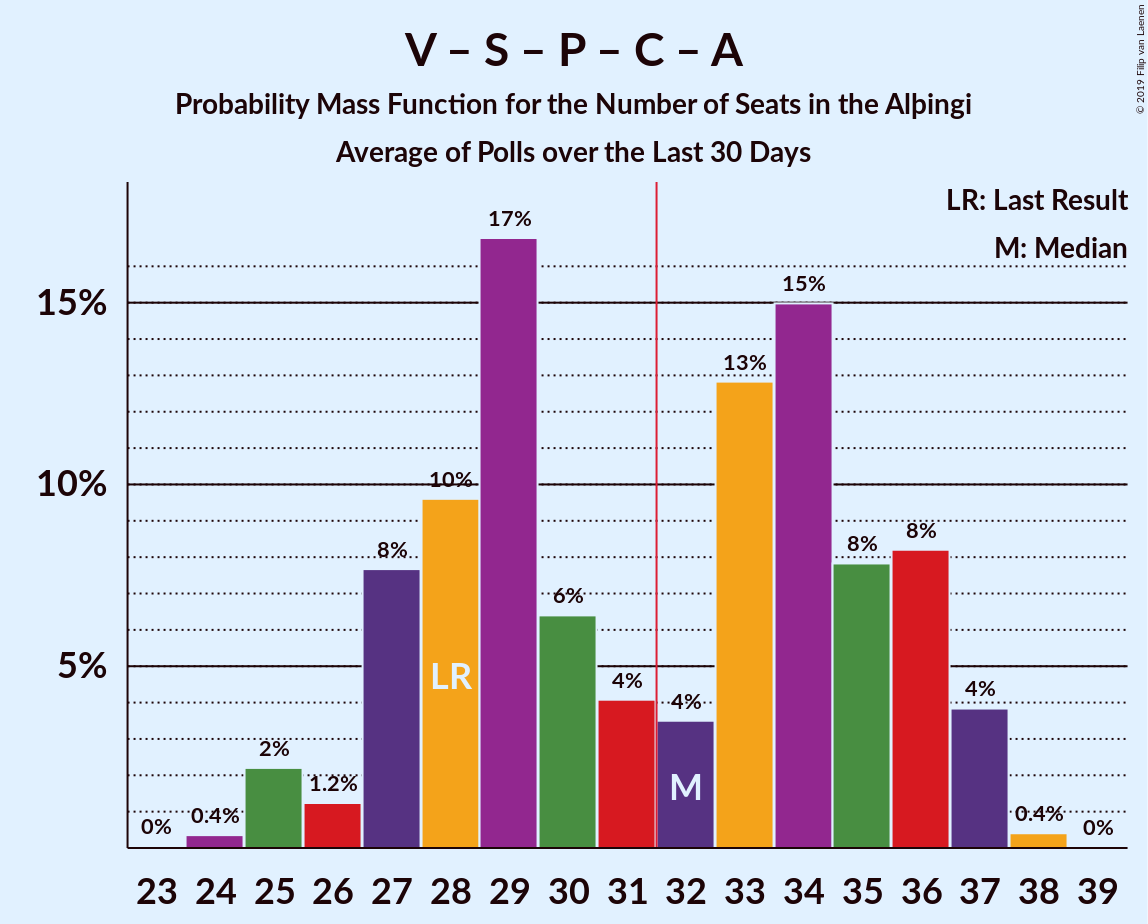 V – S – P – C – A
Probability Mass Function for the Number of Seats in the Alþingi
Average of Polls over the Last 30 Days
© 2019 Filip van Laenen
LR: Last Result
M: Median
15%
10%
5%
0%
0.4%
2%
1.2%
8%
10%
17%
6%
4%
4%
13%
15%
8%
8%
4%
0.4%
0%
LR
M
23 24 25 26 27 28 29 30 31 32 33 34 35 36 37 38 39